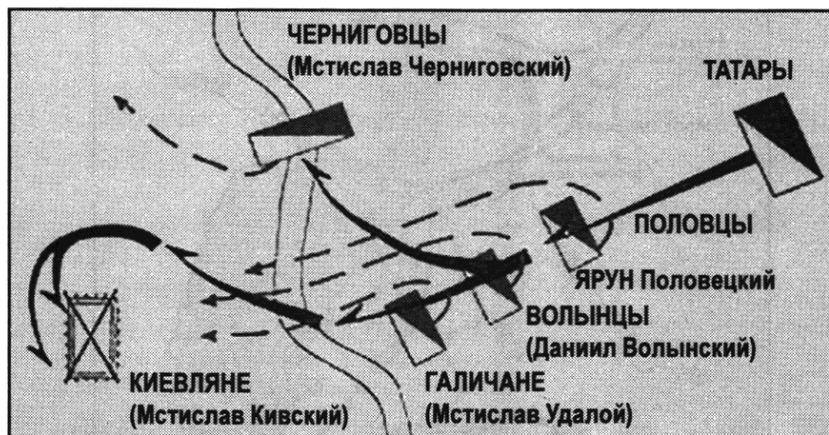 ЧЕРНИГОВЦЫ
(Мстислав Черниговский)
ТАТАРЫ
ПОЛОВЦЫ
ЯРУН Половецкий
ВОЛЫНЦЫ
(Даниил Волынский)
КИЕВЛЯНЕ
(Мстислав Кивский)
ГАЛИЧАНЕ
(Мстислав Удалой)